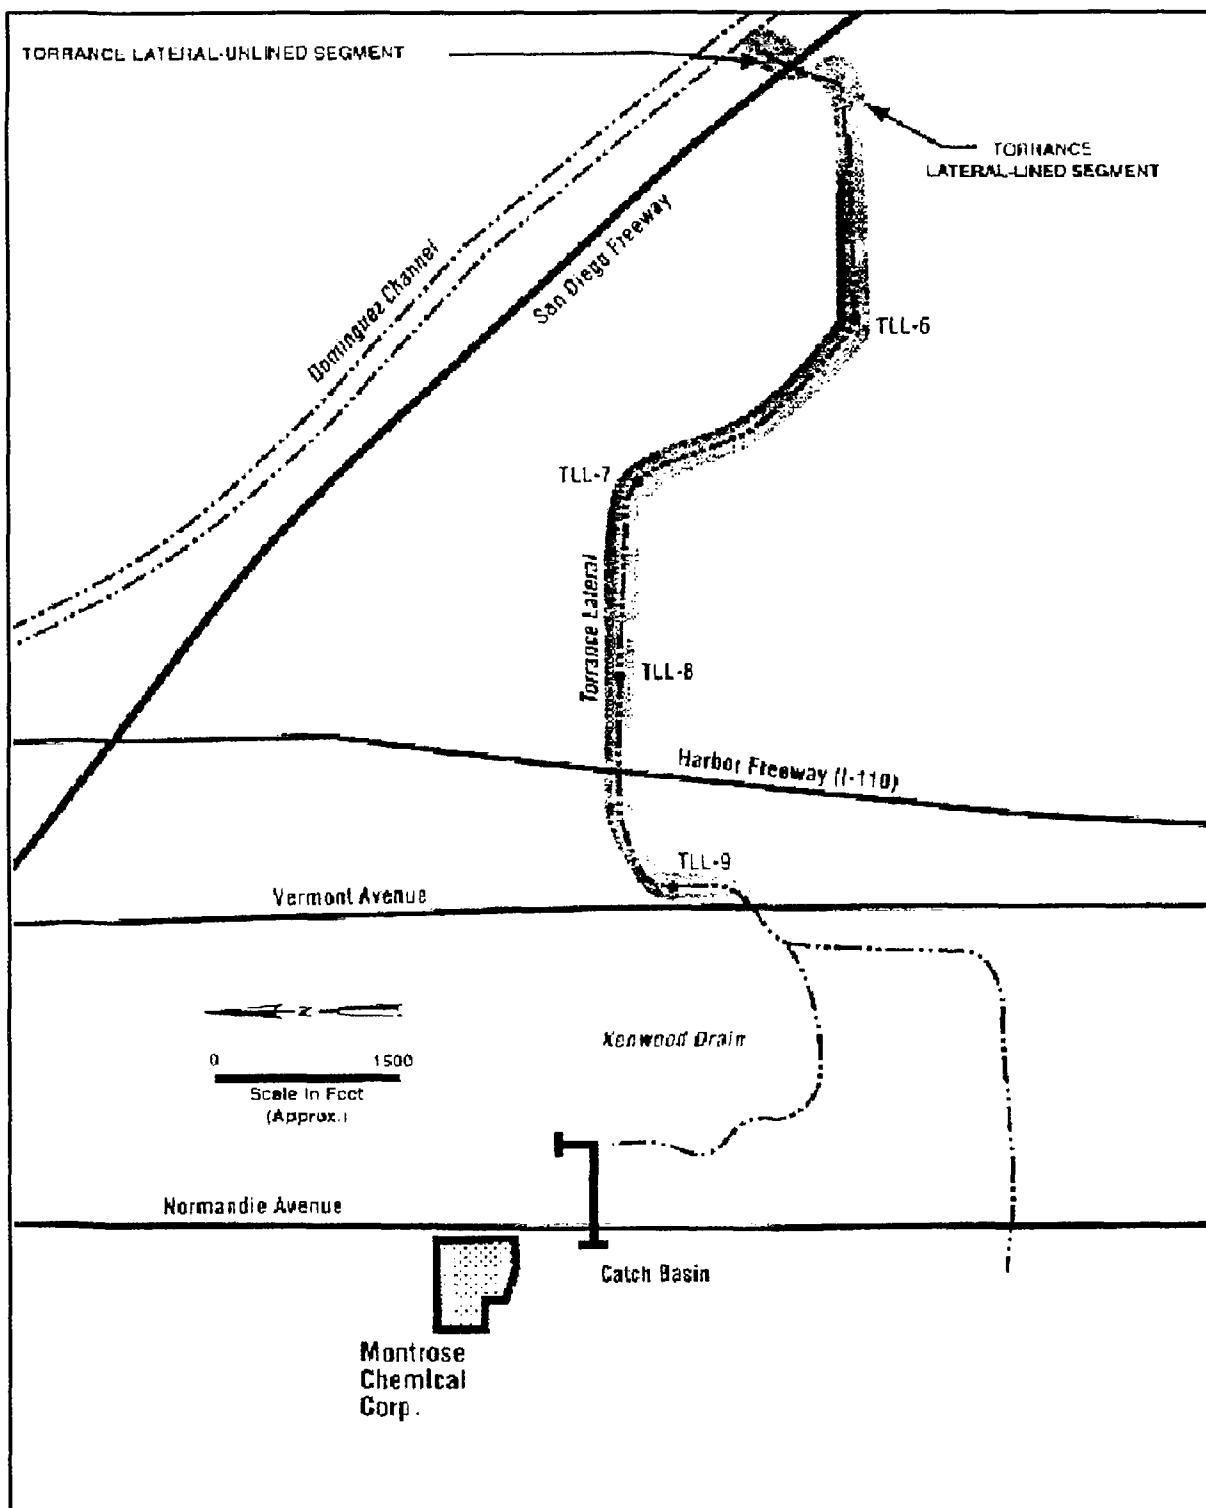 TORRANCE LATERAL-UNLINED SEGMENT
TORRANCE
LATERAL-LINED SEGMENT
Dominguez Channel
San Diego Freeway
TLL-6
TLL-7
Torrance Lateral
TLL-8
Harbor Freeway (I-110)
TLL-9
Vermont Avenue
Z
Kenwood Drain
0 1500
Scale In Feet
(Approx.)
Normandie Avenue
Catch Basin
Montrose
Chemical
Corp.